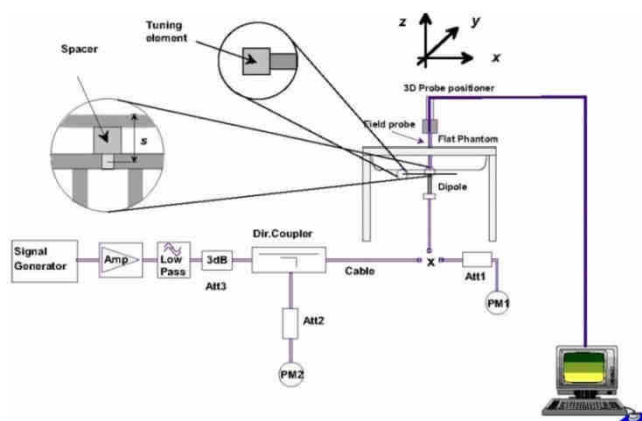 Tuning
element
Spacer
s
z
y
x
3D Probe positioner
Field probe
Flat Phantom
Dipole
Signal
Generator
Amp
Low
Pass
3dB
Att3
Dir.Coupler
Cable
x
Att1
PM1
Att2
PM2